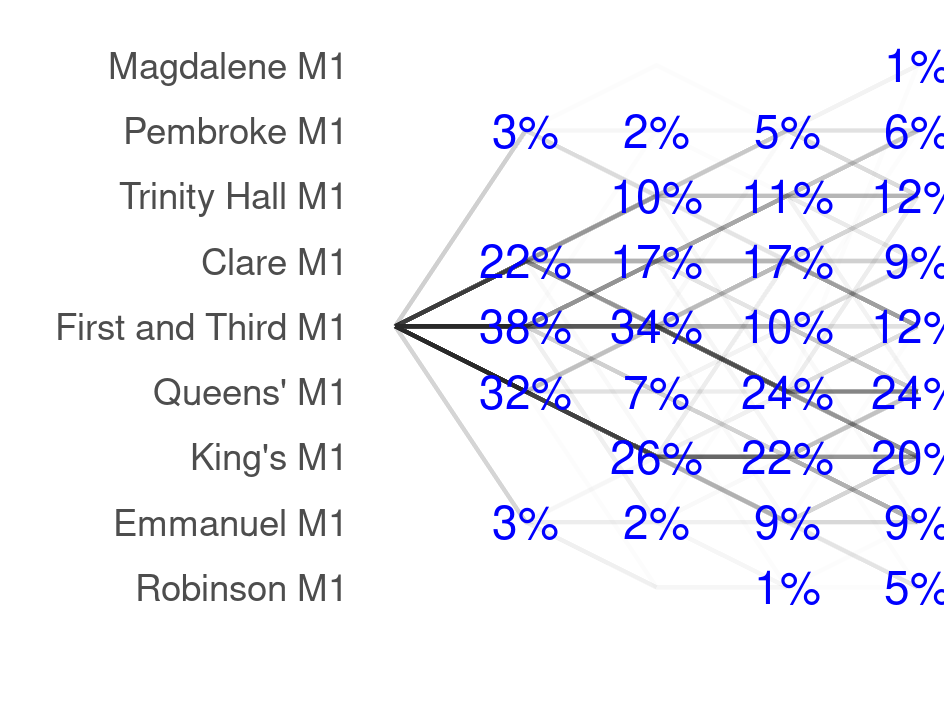 Magdalene M1 1%
Pembroke M1 3% 2% 5% 6%
Trinity Hall M1 10% 11% 12%
Clare M1 22% 17% 17% 9%
First and Third M1 38% 34% 10% 12%
Queens' M1 32% 7% 24% 24%
King's M1 26% 22% 20%
Emmanuel M1 3% 2% 9% 9%
Robinson M1 1% 5%